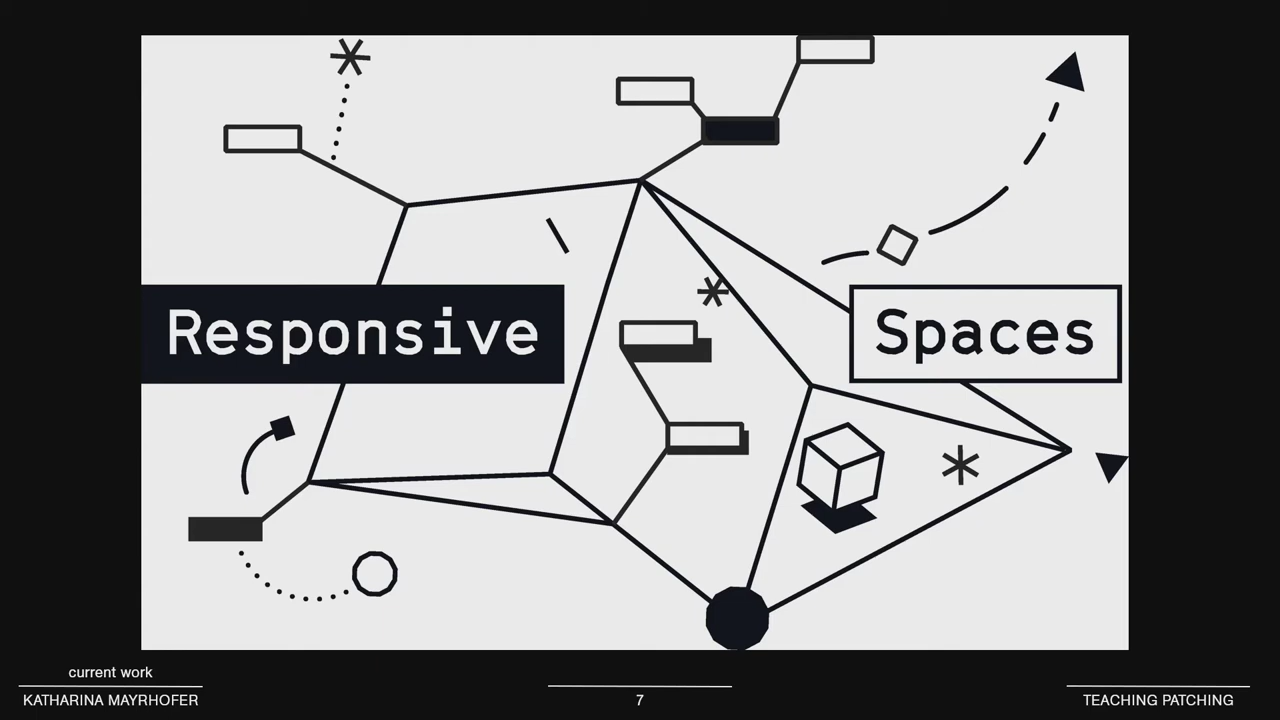 Responsive
Spaces
current work
KATHARINA MAYRHOFER
7
TEACHING PATCHING